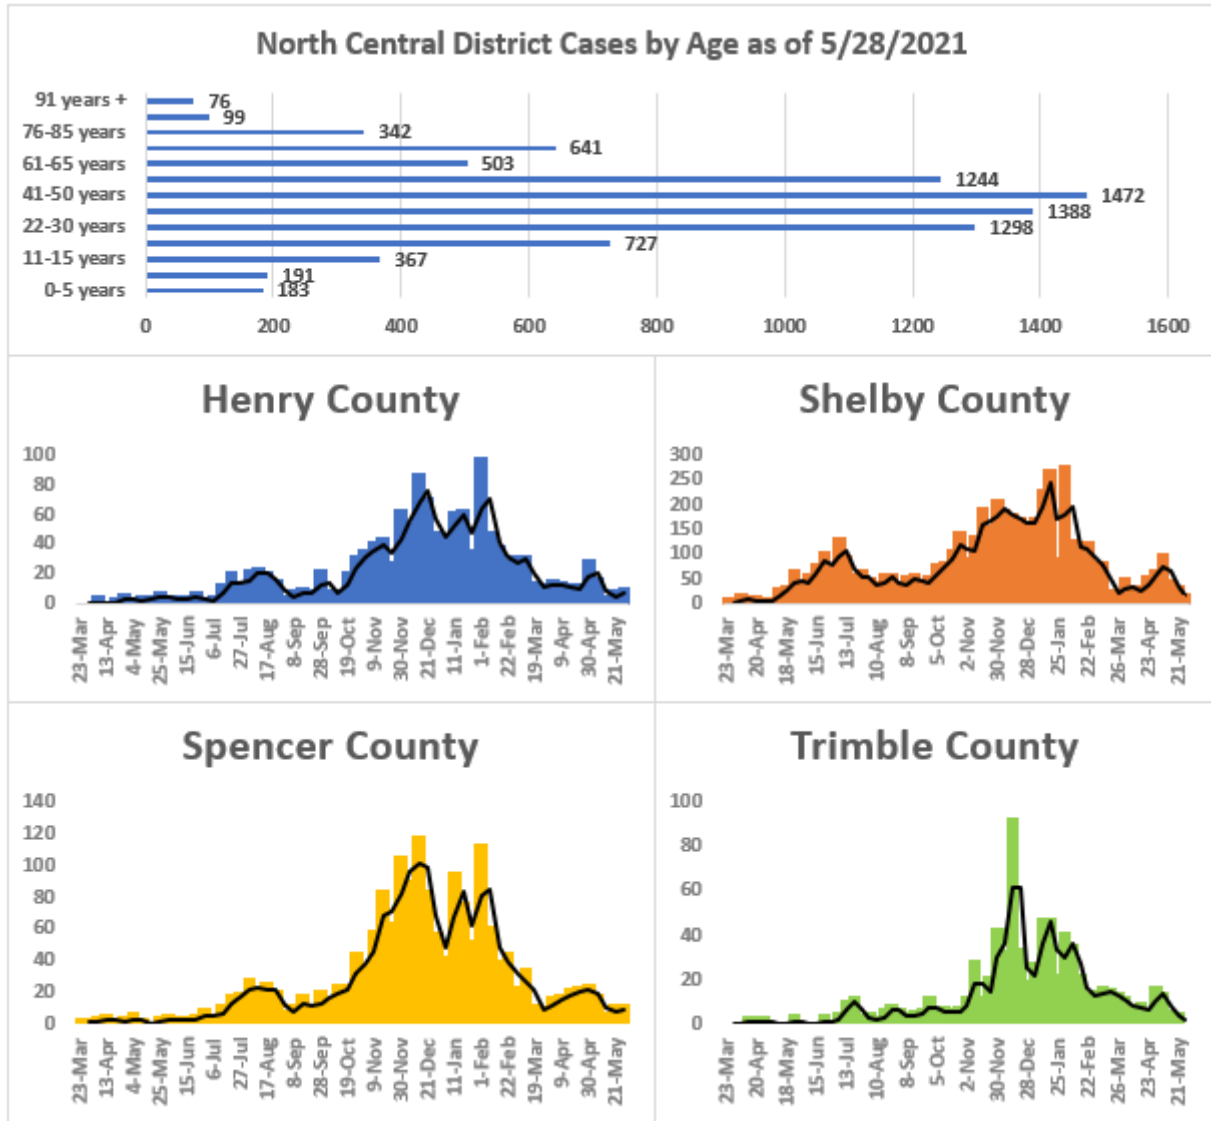 North Central District Cases by Age as of 5/28/2021
91 years +
76
99
76-85 years
342
641
61-65 years
503
1244
41-50 years
1472
1388
22-30 years
1298
727
11-15 years
367
191
0-5 years
183
0 200 400 600 800 1000 1200 1400 1600
Henry County
100
80
60
40
20
0
23-Mar 13-Apr 4-May 25-May 15-Jun 6-Jul 27-Jul 17-Aug 8-Sep 28-Sep 19-Oct 9-Nov 30-Nov 21-Dec 11-Jan 1-Feb 22-Feb 19-Mar 9-Apr 30-Apr 21-May
Shelby County
300
250
200
150
100
50
0
23-Mar 20-Apr 18-May 15-Jun 13-Jul 10-Aug 8-Sep 5-Oct 2-Nov 30-Nov 28-Dec 25-Jan 22-Feb 26-Mar 23-Apr 21-May
Spencer County
140
120
100
80
60
40
20
0
23-Mar 13-Apr 4-May 25-May 15-Jun 6-Jul 27-Jul 17-Aug 8-Sep 28-Sep 19-Oct 9-Nov 30-Nov 21-Dec 11-Jan 1-Feb 22-Feb 19-Mar 9-Apr 30-Apr 21-May
Trimble County
100
80
60
40
20
0
23-Mar 20-Apr 18-May 15-Jun 13-Jul 10-Aug 8-Sep 5-Oct 2-Nov 30-Nov 28-Dec 25-Jan 22-Feb 26-Mar 23-Apr 21-May